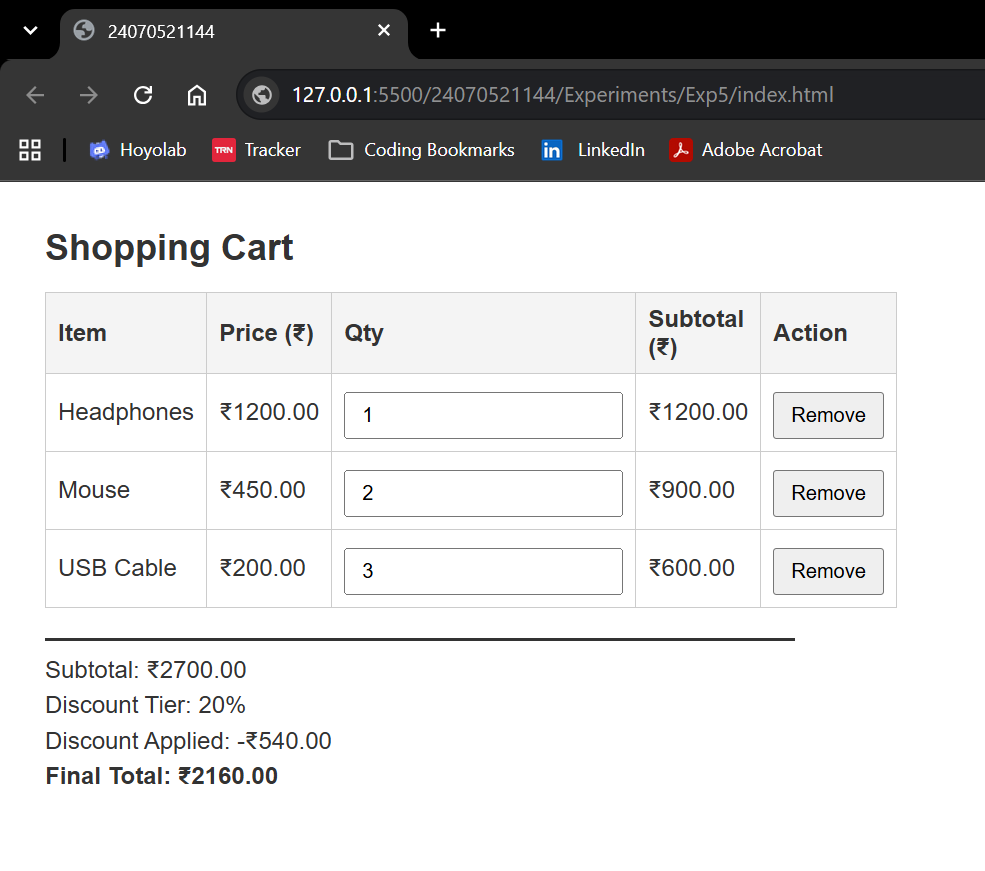 24070521144
127.0.0.1:5500/24070521144/Experiments/Exp5/index.html
Hoyolab TRN Tracker Coding Bookmarks in LinkedIn Adobe Acrobat
Shopping Cart
Item Price (₹) Qty Subtotal (₹) Action
Headphones ₹1200.00 1 ₹1200.00 Remove
Mouse ₹450.00 2 ₹900.00 Remove
USB Cable ₹200.00 3 ₹600.00 Remove
Subtotal: ₹2700.00
Discount Tier: 20%
Discount Applied: -₹540.00
Final Total: ₹2160.00